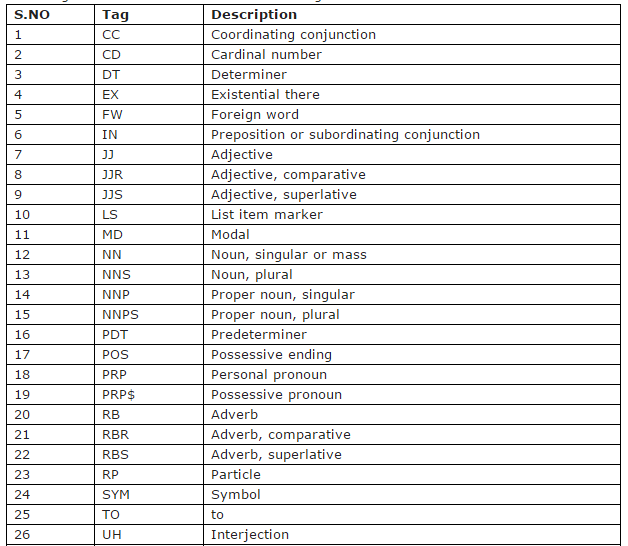 S.NO Tag Description
1 CC Coordinating conjunction
2 CD Cardinal number
3 DT Determiner
4 EX Existential there
5 FW Foreign word
6 IN Preposition or subordinating conjunction
7 JJ Adjective
8 JJR Adjective, comparative
9 JJS Adjective, superlative
10 LS List item marker
11 MD Modal
12 NN Noun, singular or mass
13 NNS Noun, plural
14 NNP Proper noun, singular
15 NNPS Proper noun, plural
16 PDT Predeterminer
17 POS Possessive ending
18 PRP Personal pronoun
19 PRP$ Possessive pronoun
20 RB Adverb
21 RBR Adverb, comparative
22 RBS Adverb, superlative
23 RP Particle
24 SYM Symbol
25 TO to
26 UH Interjection